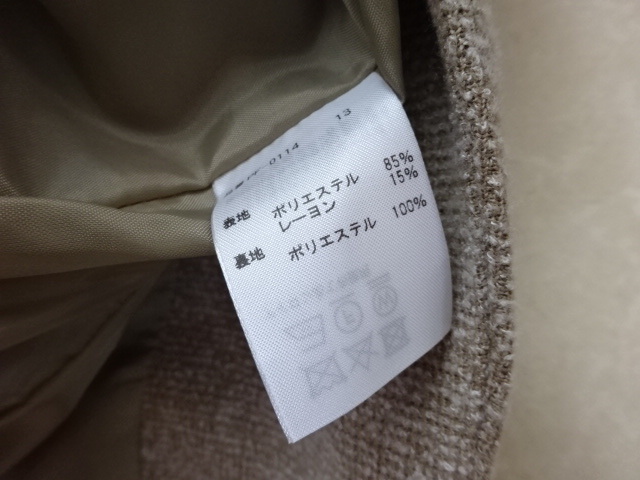 0114 13
表地 ポリエステル 85%
レーヨン 15%
裏地 ポリエステル 100%